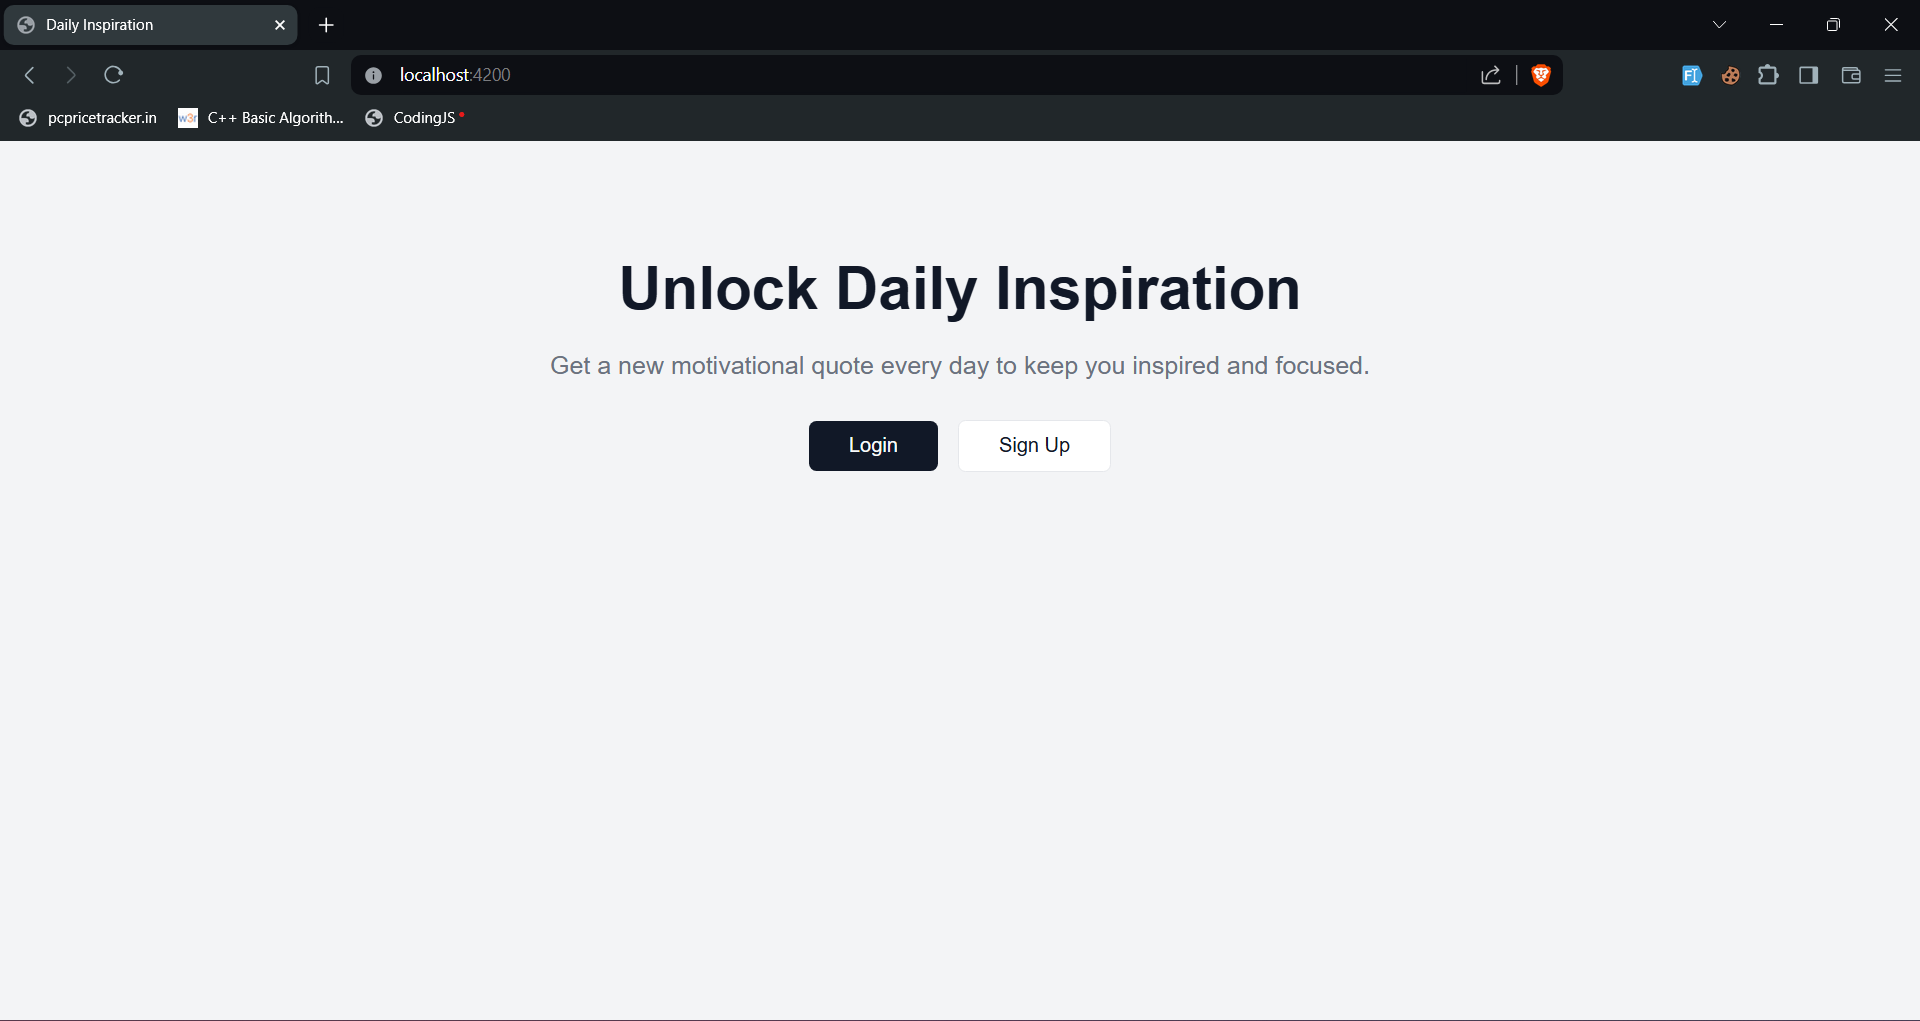 Daily Inspiration
localhost:4200
FI
pcpricetracker.in
w3r
C++ Basic Algorith...
CodingJS
Unlock Daily Inspiration
Get a new motivational quote every day to keep you inspired and focused.
Login
Sign Up